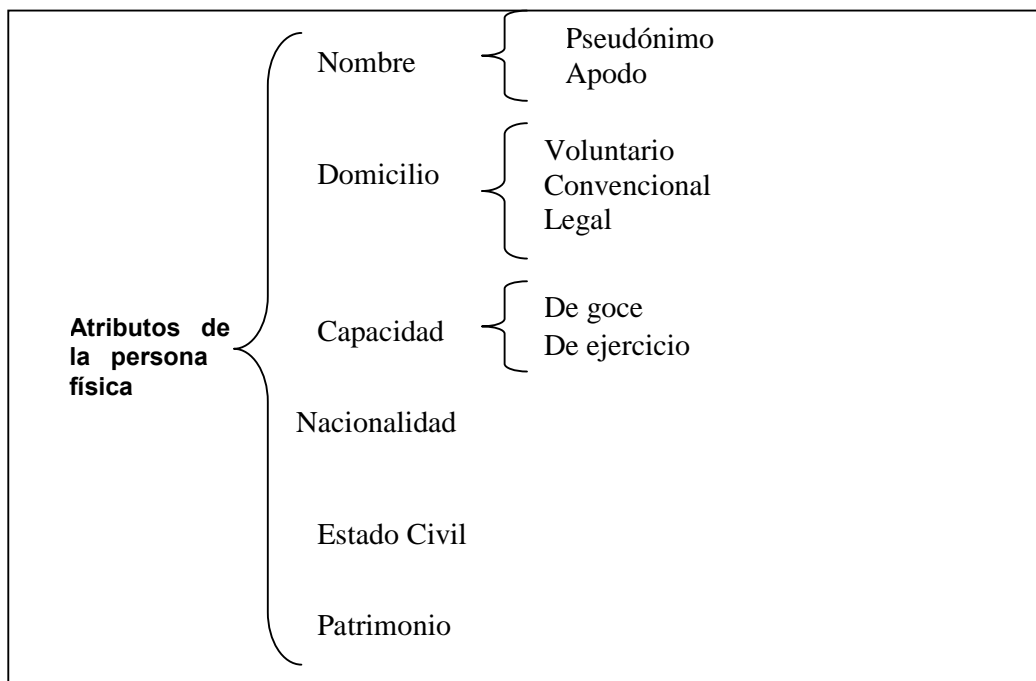 Atributos de
la persona
física
Nombre
Pseudónimo
Apodo
Domicilio
Voluntario
Convencional
Legal
Capacidad
De goce
De ejercicio
Nacionalidad
Estado Civil
Patrimonio